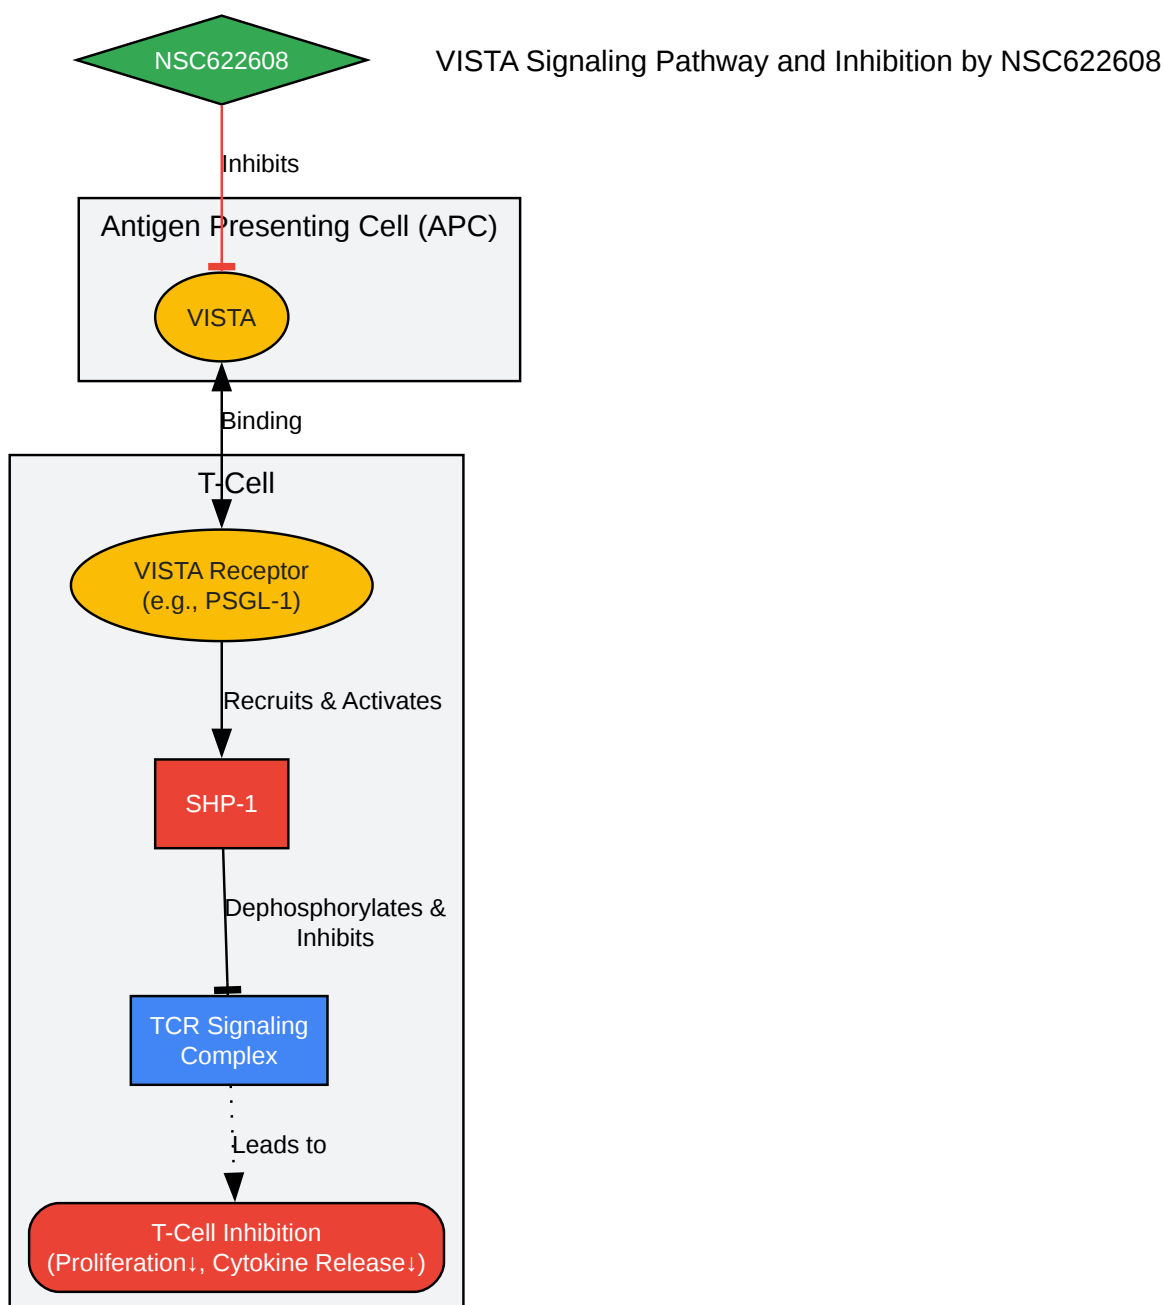 NSC622608
VISTA Signaling Pathway and Inhibition by NSC622608
Inhibits
Antigen Presenting Cell (APC)
VISTA
Binding
T-Cell
VISTA Receptor
(e.g., PSGL-1)
Recruits & Activates
SHP-1
Dephosphorylates &
Inhibits
TCR Signaling
Complex
Leads to
T-Cell Inhibition
(Proliferation↓, Cytokine Release↓)